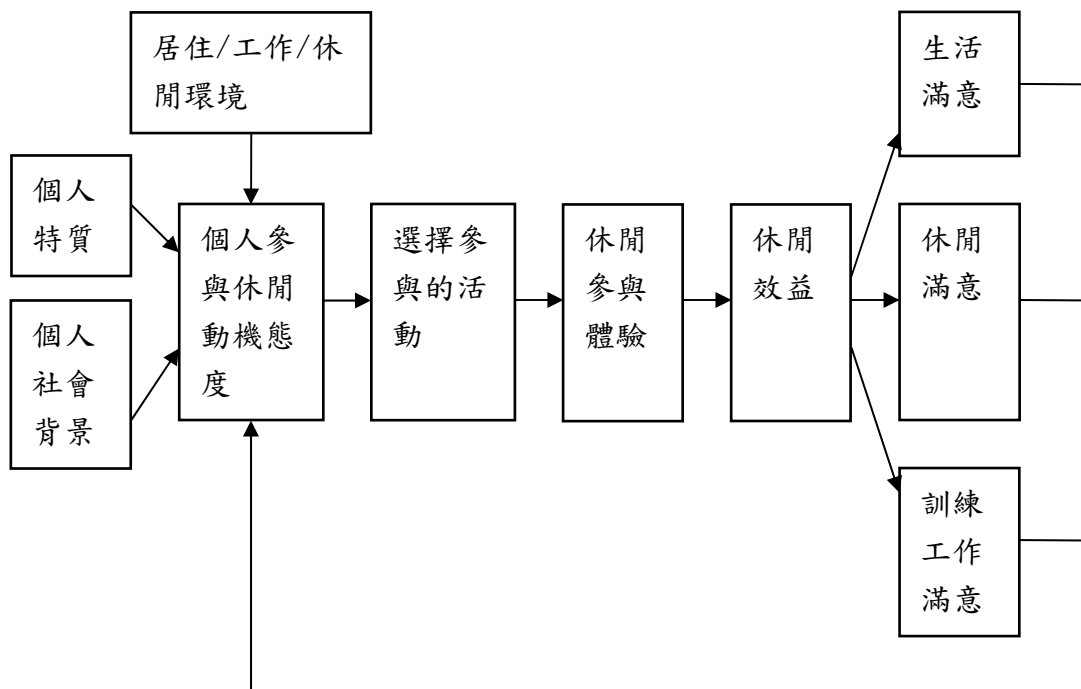 居住/工作/休
閒環境
個人
特質
個人
社會
背景
個人參
與休閒
動機態
度
選擇參
與的活
動
休閒
參與
體驗
休閒
效益
生活
滿意
休閒
滿意
訓練
工作
滿意